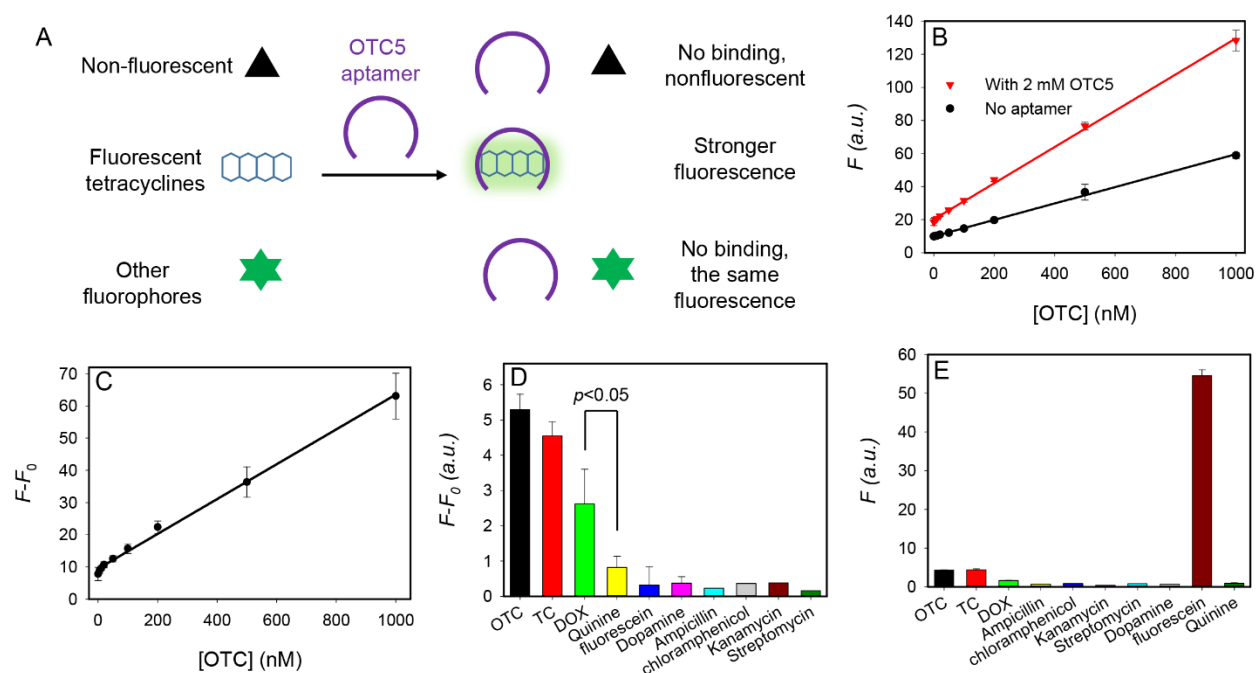 A
Non-fluorescent
OTC5
aptamer
No binding,
nonfluorescent
Fluorescent
tetracyclines
Stronger
fluorescence
Other
fluorophores
No binding,
the same
fluorescence
B
F (a.u.)
140
120
100
80
60
40
20
0
With 2 mM OTC5
No aptamer
0 200 400 600 800 1000
[OTC] (nM)
C
F-F0
70
60
50
40
30
20
10
0
0 200 400 600 800 1000
[OTC] (nM)
D
F-F0 (a.u.)
6
5
4
3
2
1
0
p<0.05
OTC
TC
DOX
Quinine
fluorescein
Dopamine
Ampicillin
chloramphenicol
Kanamycin
Streptomycin
E
F (a.u.)
60
50
40
30
20
10
0
OTC
TC
DOX
Ampicillin
chloramphenicol
Kanamycin
Streptomycin
Dopamine
fluorescein
Quinine